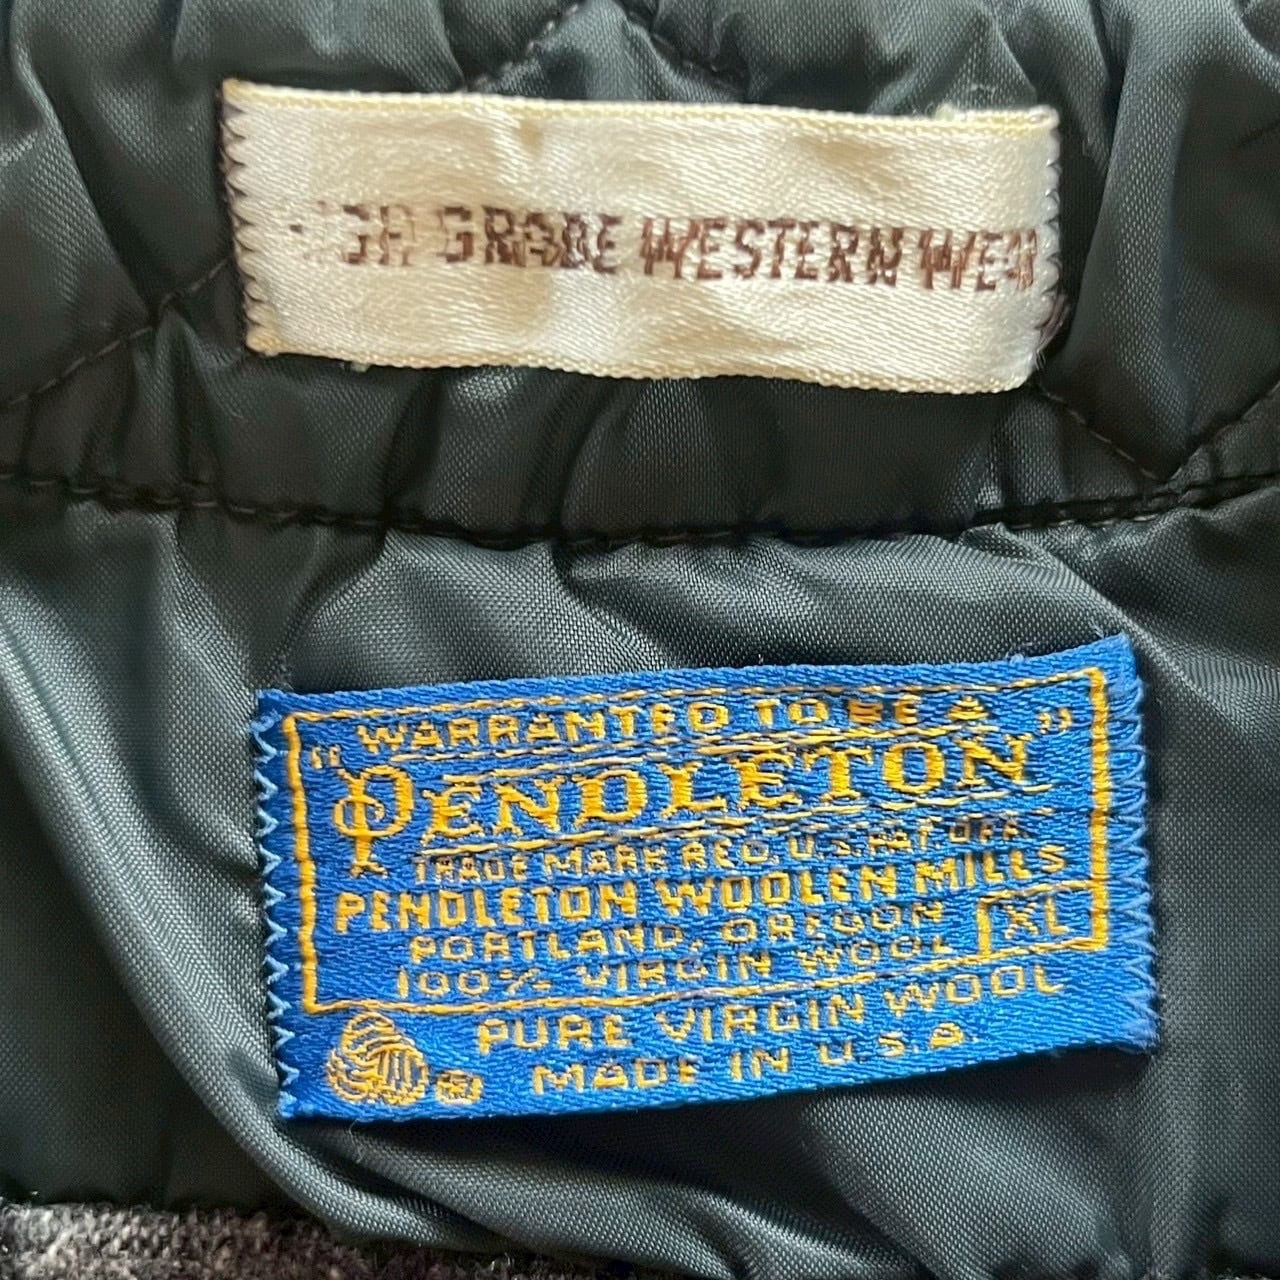 HIGH GRADE WESTERN WEAR
"WARRANTED TO BE A
PENDLETON"
TRADE MARK REG. U.S. PAT. OFF.
PENDLETON WOOLEN MILLS
PORTLAND, OREGON
100% VIRGIN WOOL XL
PURE VIRGIN WOOL
® MADE IN U.S.A.